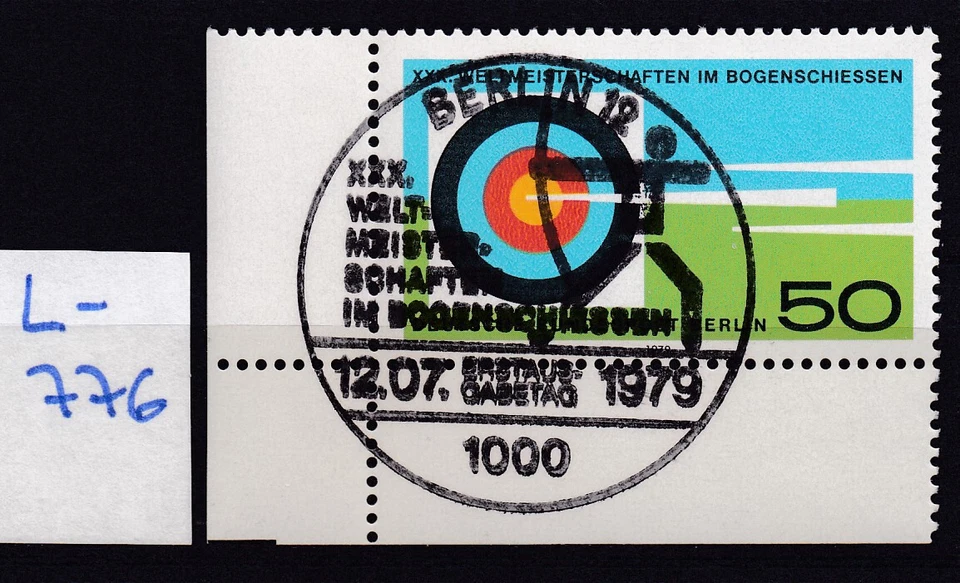 XXX. WELTMEISTERSCHAFTEN IM BOGENSCHIESSEN
BERLIN 12
XXX.
WELT-
MEISTER-
SCHAFTEN
IM BOGENSCHIESSEN
BERLIN
50
1979
12.07. ERSTAUS- 1979
GABETAG
1000
L-
776